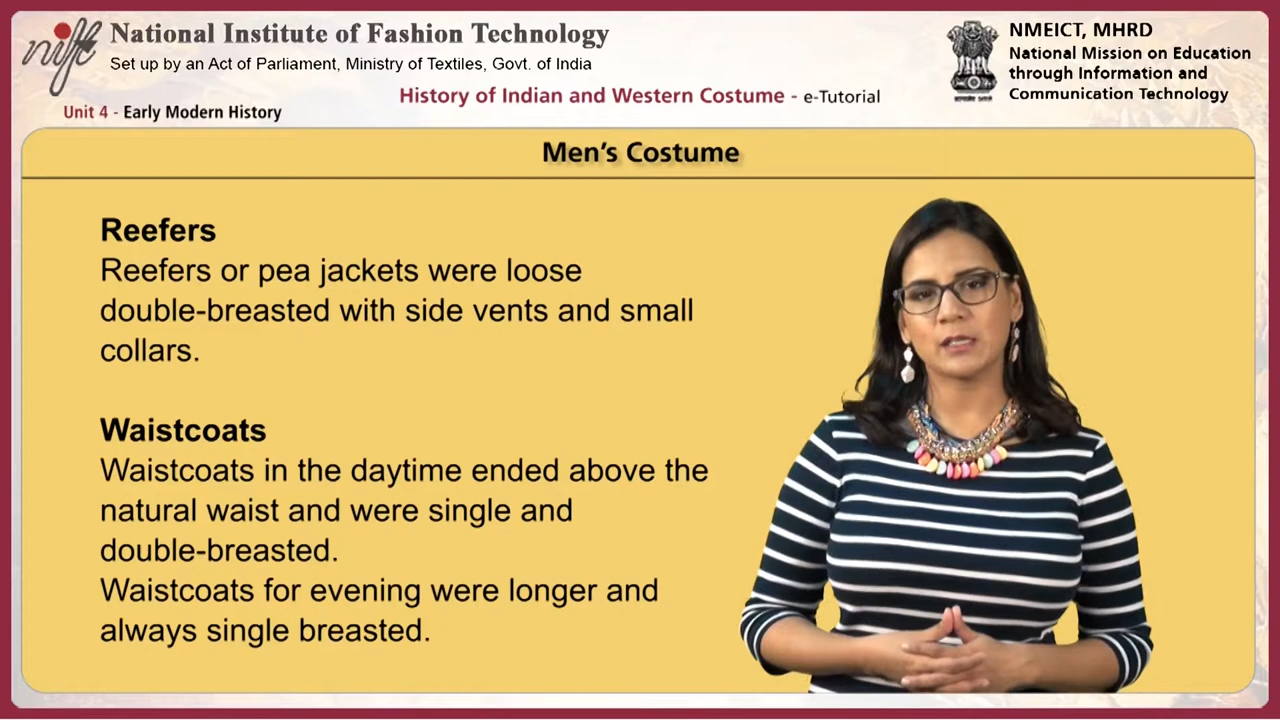 nift
National Institute of Fashion Technology
Set up by an Act of Parliament, Ministry of Textiles, Govt. of India
NMEICT, MHRD
National Mission on Education
through Information and
Communication Technology
History of Indian and Western Costume - e-Tutorial
Unit 4 - Early Modern History
Men's Costume
Reefers
Reefers or pea jackets were loose
double-breasted with side vents and small
collars.
Waistcoats
Waistcoats in the daytime ended above the
natural waist and were single and
double-breasted.
Waistcoats for evening were longer and
always single breasted.